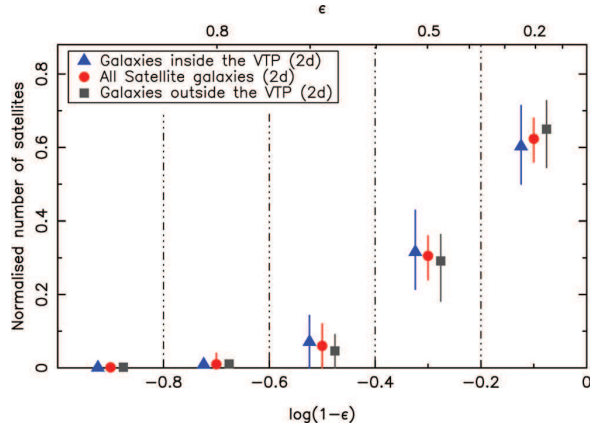 ε
0.8 0.5 0.2
Galaxies inside the VTP (2d)
All Satellite galaxies (2d)
Galaxies outside the VTP (2d)
Normalised number of satellites
0.8
0.6
0.4
0.2
0
−0.8 −0.6 −0.4 −0.2 0
log(1−ε)